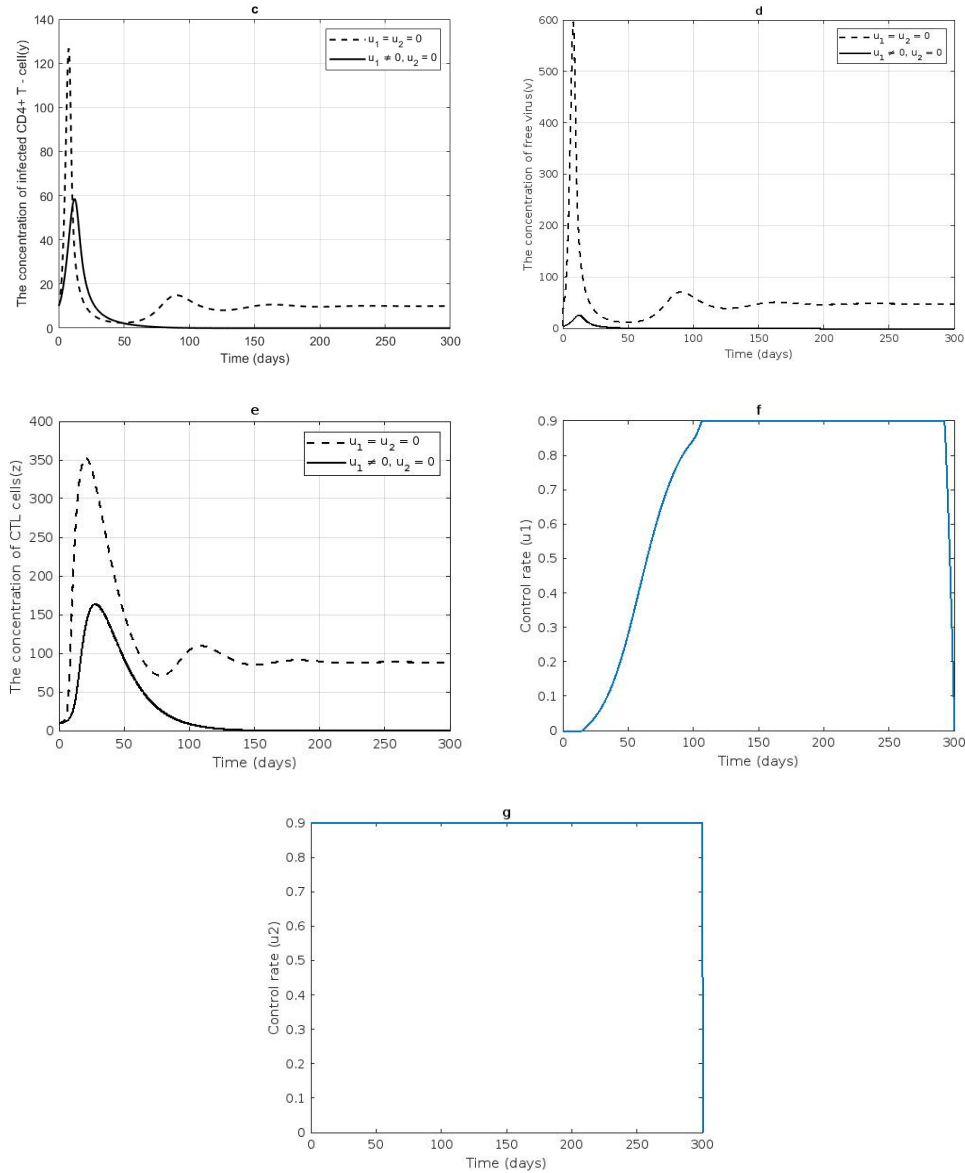 c
The concentration of infected CD4+ T - cell(y)
140
120
100
80
60
40
20
0
u₁ = u₂ = 0
u₁ ≠ 0, u₂ = 0
0 50 100 150 200 250 300
Time (days)
d
The concentration of free virus(v)
600
500
400
300
200
100
0
u₁ = u₂ = 0
u₁ ≠ 0, u₂ = 0
0 50 100 150 200 250 300
Time (days)
e
The concentration of CTL cells(z)
400
350
300
250
200
150
100
50
0
u₁ = u₂ = 0
u₁ ≠ 0, u₂ = 0
0 50 100 150 200 250 300
Time (days)
f
Control rate (u1)
0.9
0.8
0.7
0.6
0.5
0.4
0.3
0.2
0.1
0
0 50 100 150 200 250 300
Time (days)
g
Control rate (u2)
0.9
0.8
0.7
0.6
0.5
0.4
0.3
0.2
0.1
0
0 50 100 150 200 250 300
Time (days)